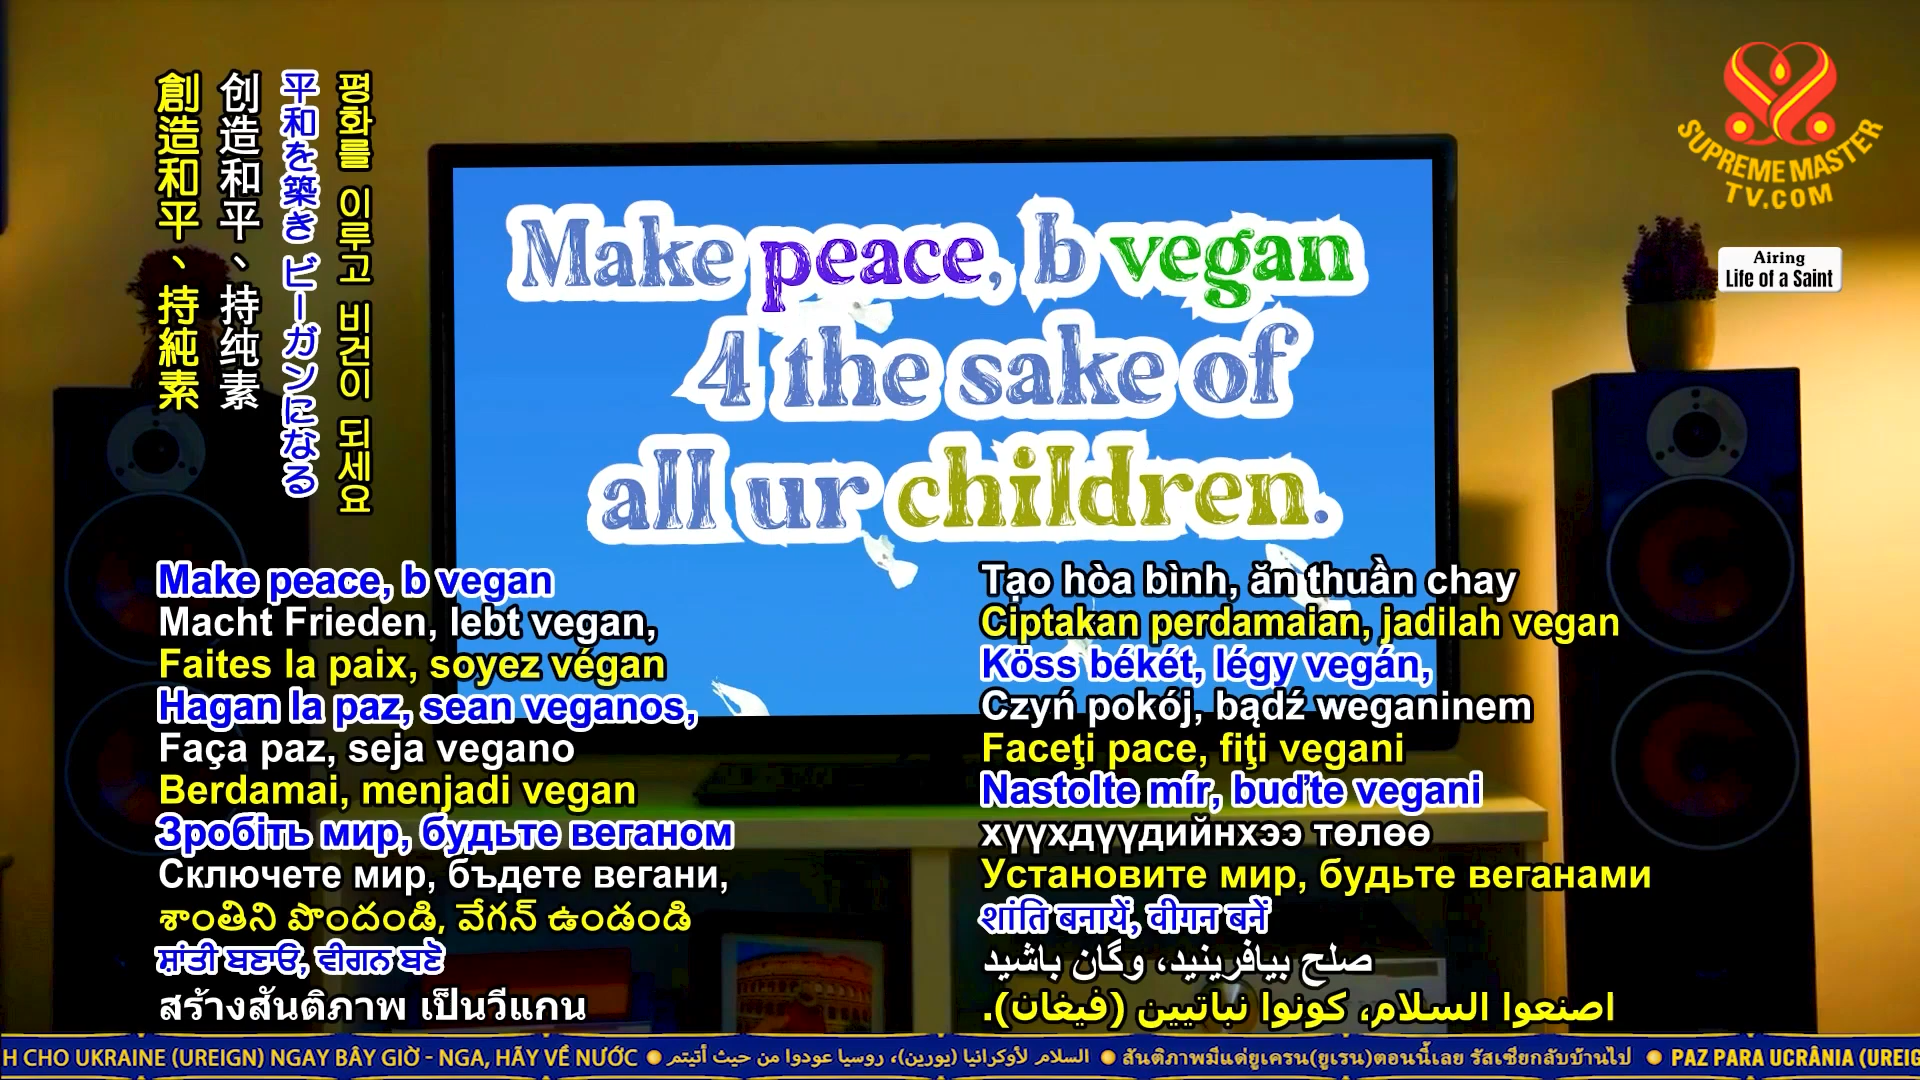 創造和平、持純素
创造和平、持纯素
平和を築き ビーガンになる
평화를 이루고 비건이 되세요
SUPREME MASTER
TV.COM
Airing
Life of a Saint
Make peace, b vegan
4 the sake of
all ur children.
Make peace, b vegan
Macht Frieden, lebt vegan,
Faites la paix, soyez végan
Hagan la paz, sean veganos,
Faça paz, seja vegano
Berdamai, menjadi vegan
Зробіть мир, будьте веганом
Сключете мир, бъдете вегани,
శాంతిని పొందండి, వేగన్ ఉండండి
ਸ਼ਾਂਤੀ ਬਣਾਓ, ਵੀਗਨ ਬਣੋ
สร้างสันติภาพ เป็นวีแกน
Tạo hòa bình, ăn thuần chay
Ciptakan perdamaian, jadilah vegan
Köss békét, légy vegán,
Czyń pokój, bądź weganinem
Faceţi pace, fiţi vegani
Nastolte mír, buďte vegani
хүүхдүүдийнхээ төлөө
Установите мир, будьте веганами
शांति बनायें, वीगन बनें
صلح بیافرینید، وگان باشید
اصنعوا السلام، كونوا نباتيين (فيغان).
H CHO UKRAINE (UREIGN) NGAY BÂY GIỜ - NGA, HÃY VỀ NƯỚC السلام لأوكرانيا (يورين)، روسيا عودوا من حيث أتيتم สันติภาพมีแด่ยูเครน(ยูเรน)ตอนนี้เลย รัสเซียกลับบ้านไป PAZ PARA UCRÂNIA (UREIG